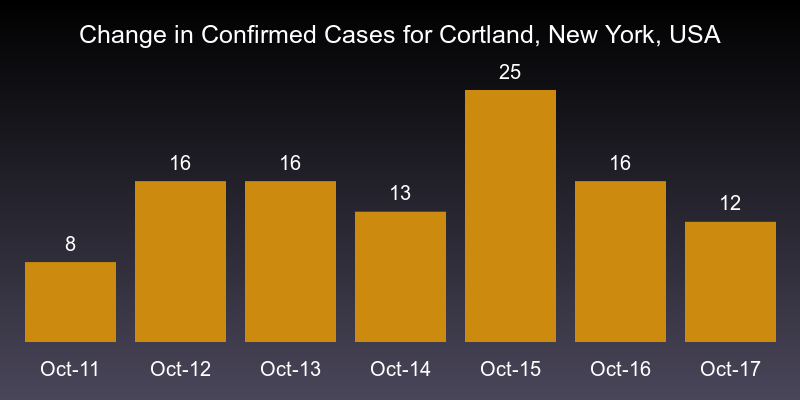 Change in Confirmed Cases for Cortland, New York, USA
25
16
16
16
13
12
8
Oct-11
Oct-12
Oct-13
Oct-14
Oct-15
Oct-16
Oct-17